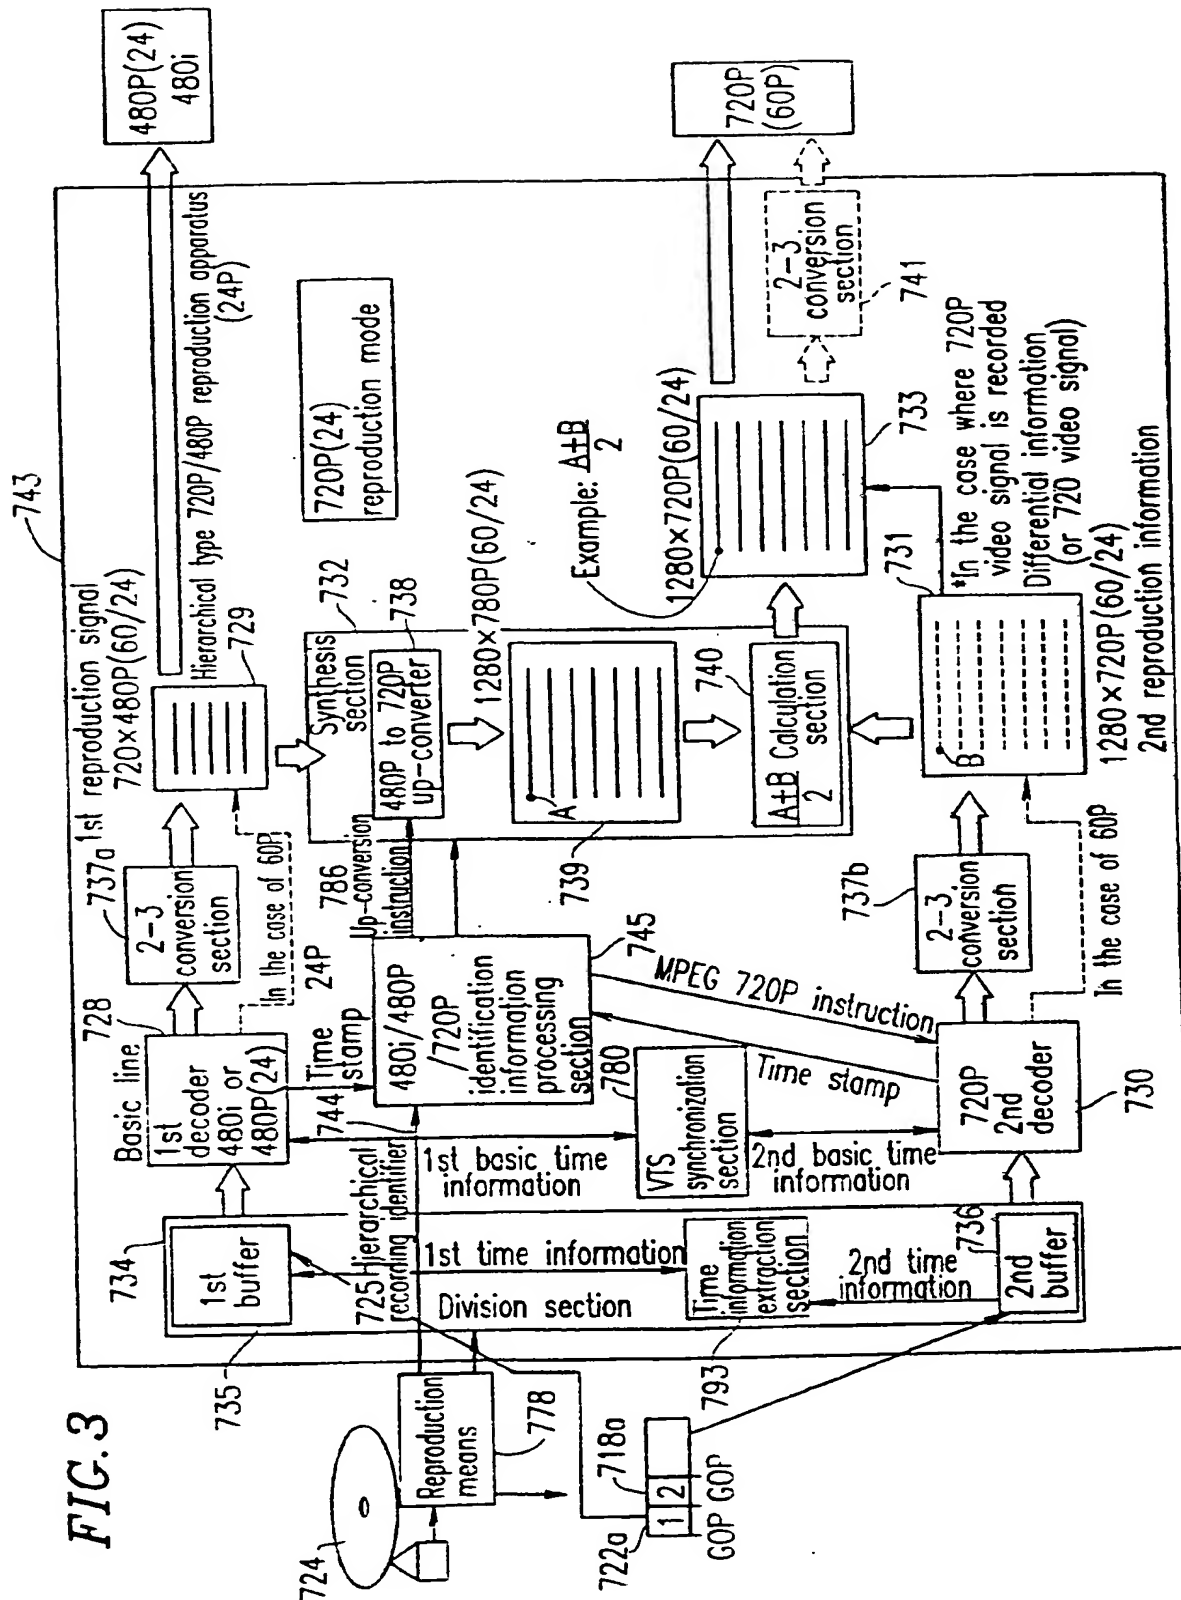 FIG.3
743
480P(24)
480i
1st reproduction signal
720×480P(60/24)
Hierarchical type 720P/480P reproduction apparatus
(24P)
720P(24)
reproduction mode
720P
(60P)
737a
2-3
conversion
section
729
In the case of 60P
24P
728
Basic line
1st
decoder
480i or
480P(24)
Time
stamp
744
734
1st
buffer
735
725
Hierarchical
recording identifier
Division section
1st time information
Time
information
extraction
section
793
2nd time
information
736
2nd
buffer
1st basic time
information
780
VTS
synchronization
section
2nd basic time
information
480i/480P
/720P
identification
information
processing
section
745
MPEG 720P instruction
Time stamp
720P
2nd
decoder
730
786
Up-conversion
instruction
Synthesis
section
732
480P to 720P
up-converter
738
1280×780P(60/24)
A
739
740
A+B
2
Calculation
section
Example: A+B
2
1280×720P(60/24)
733
2-3
conversion
section
741
737b
2-3
conversion
section
In the case of 60P
731
B
*In the case where 720P
video signal is recorded
Differential information
(or 720 video signal)
1280×720P(60/24)
2nd reproduction information
724
Reproduction
means
778
722a
718a
1 2
GOP GOP